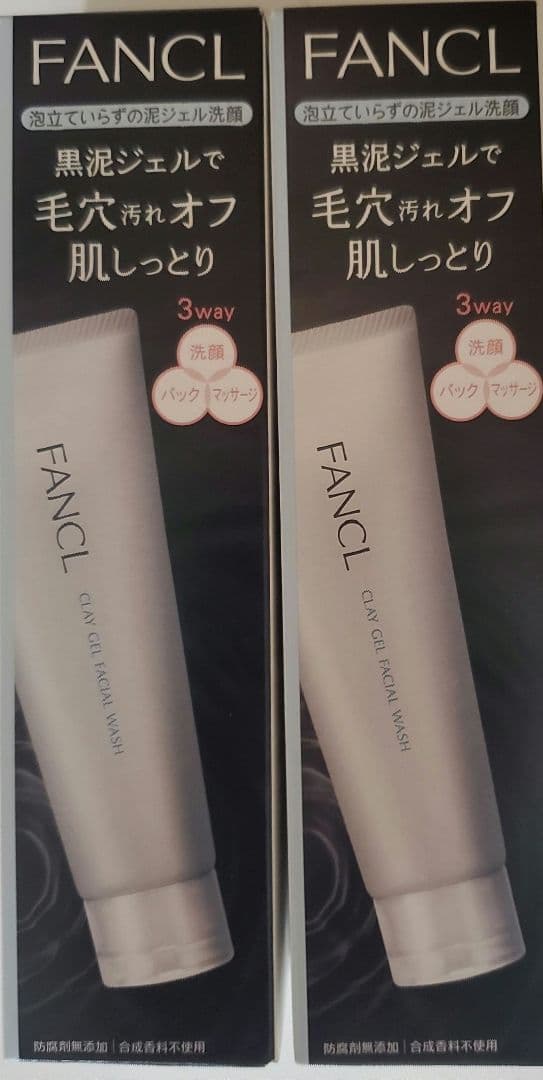 FANCL
泡立ていらずの泥ジェル洗顔
黒泥ジェルで
毛穴汚れオフ
肌しっとり
3way
洗顔
パック
マッサージ
FANCL
CLAY GEL FACIAL WASH
防腐剤無添加|合成香料不使用
FANCL
泡立ていらずの泥ジェル洗顔
黒泥ジェルで
毛穴汚れオフ
肌しっとり
3way
洗顔
パック
マッサージ
FANCL
CLAY GEL FACIAL WASH
防腐剤無添加|合成香料不使用